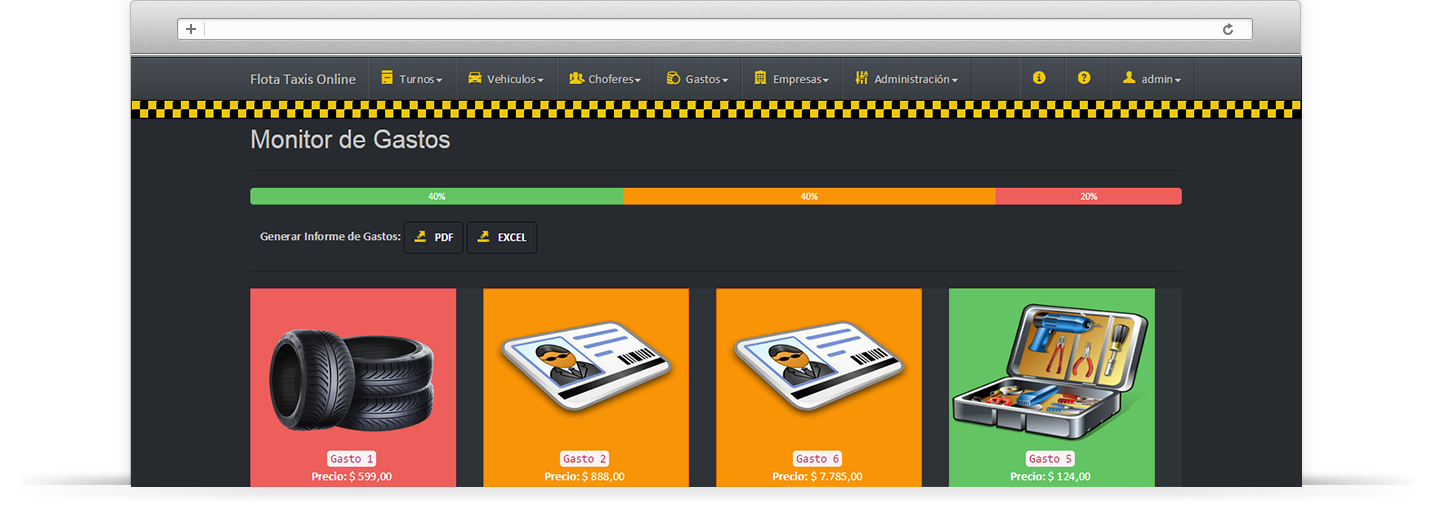 Flota Taxis Online Turnos Vehiculos Choferes Gastos Empresas Administración admin
Monitor de Gastos
40% 40% 20%
Generar Informe de Gastos: PDF EXCEL
Gasto 1 Gasto 2 Gasto 6 Gasto 5
Precio: $ 599,00 Precio: $ 888,00 Precio: $ 7.785,00 Precio: $ 124,00